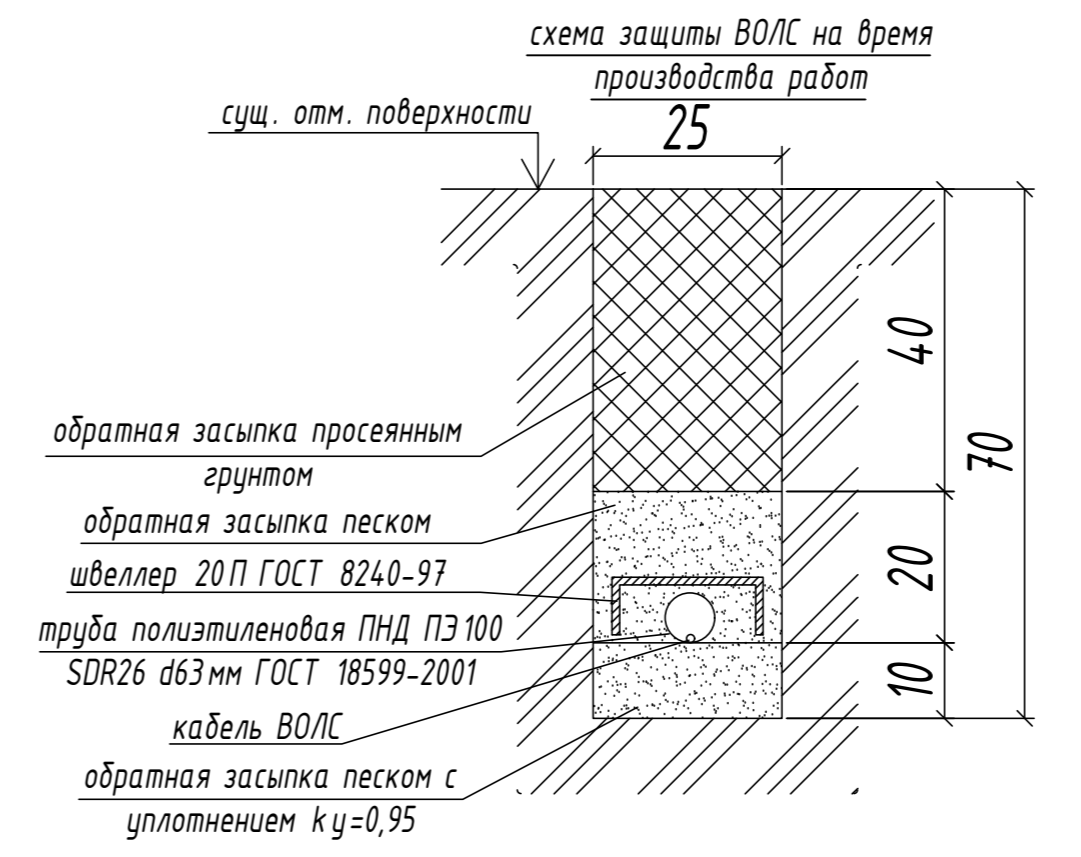 схема защиты ВОЛС на время
производства работ
сущ. отм. поверхности
25
40
70
обратная засыпка просеянным
грунтом
обратная засыпка песком
швеллер 20П ГОСТ 8240-97
20
труба полиэтиленовая ПНД ПЭ100
SDR26 d63мм ГОСТ 18599-2001
10
кабель ВОЛС
обратная засыпка песком с
уплотнением kу=0,95